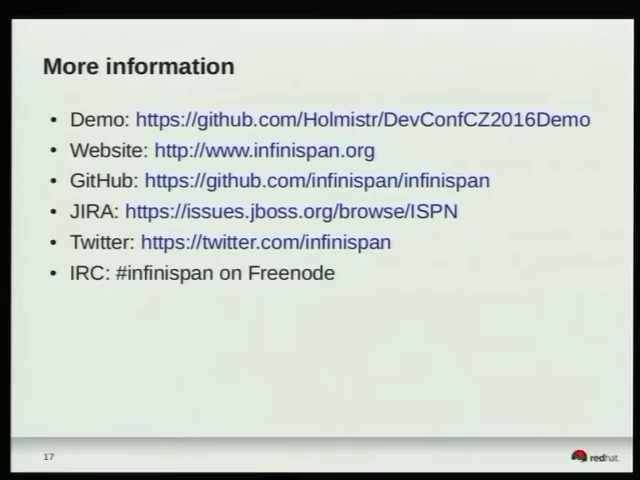 More information
• Demo: https://github.com/Holmistr/DevConfCZ2016Demo
• Website: http://www.infinispan.org
• GitHub: https://github.com/infinispan/infinispan
• JIRA: https://issues.jboss.org/browse/ISPN
• Twitter: https://twitter.com/infinispan
• IRC: #infinispan on Freenode
17
redhat.